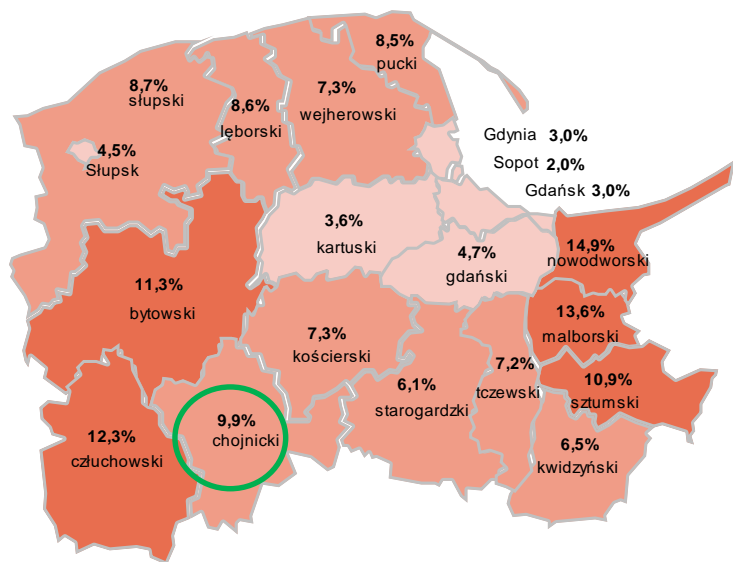 8,5%
pucki
8,7%
słupski
7,3%
wejherowski
8,6%
lęborski
Gdynia 3,0%
Sopot 2,0%
Gdańsk 3,0%
4,5%
Słupsk
3,6%
kartuski
4,7%
gdański
14,9%
nowodworski
11,3%
bytowski
13,6%
malborski
7,3%
kościerski
7,2%
tczewski
10,9%
sztumski
6,1%
starogardzki
9,9%
chojnicki
12,3%
człuchowski
6,5%
kwidzyński